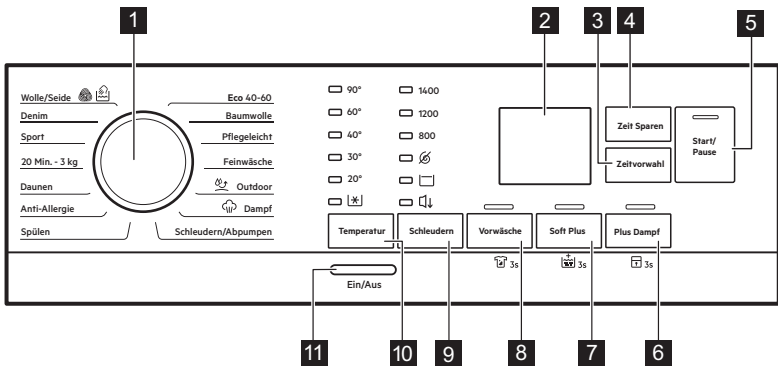 1
2
3
4
5
Wolle/Seide
Denim
Sport
20 Min. - 3 kg
Daunen
Anti-Allergie
Spülen
Eco 40-60
Baumwolle
Pflegeleicht
Feinwäsche
Outdoor
Dampf
Schleudern/Abpumpen
90°
60°
40°
30°
20°
1400
1200
800
Zeit Sparen
Zeitvorwahl
Start/
Pause
Temperatur
Schleudern
Vorwäsche
Soft Plus
Plus Dampf
3s
3s
3s
Ein/Aus
11
10
9
8
7
6